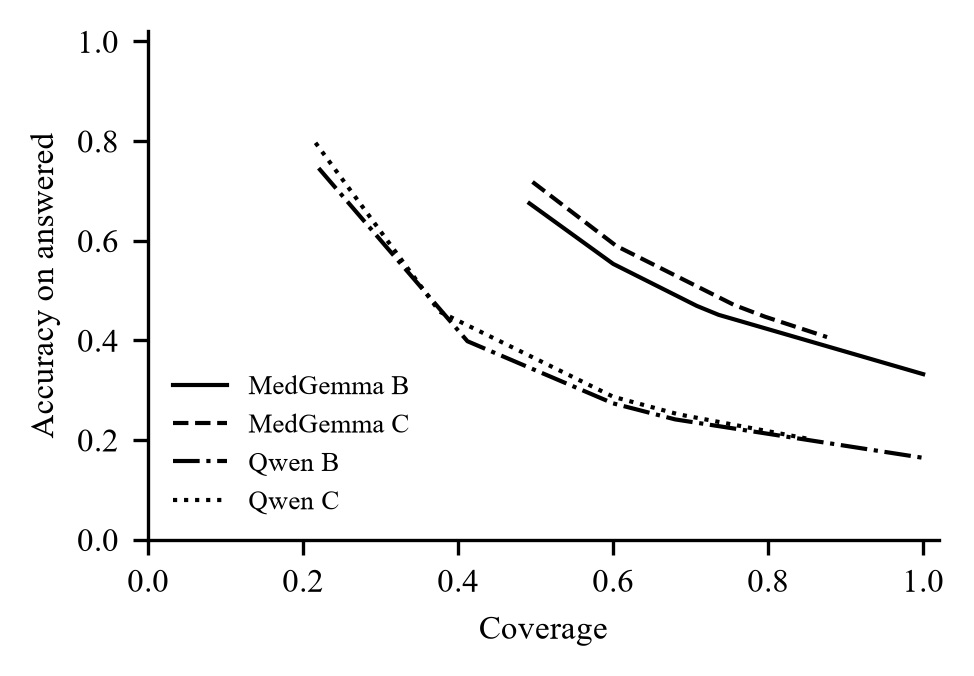 Accuracy on answered
1.0
0.8
0.6
0.4
0.2
0.0
MedGemma B
MedGemma C
Qwen B
Qwen C
0.0 0.2 0.4 0.6 0.8 1.0
Coverage